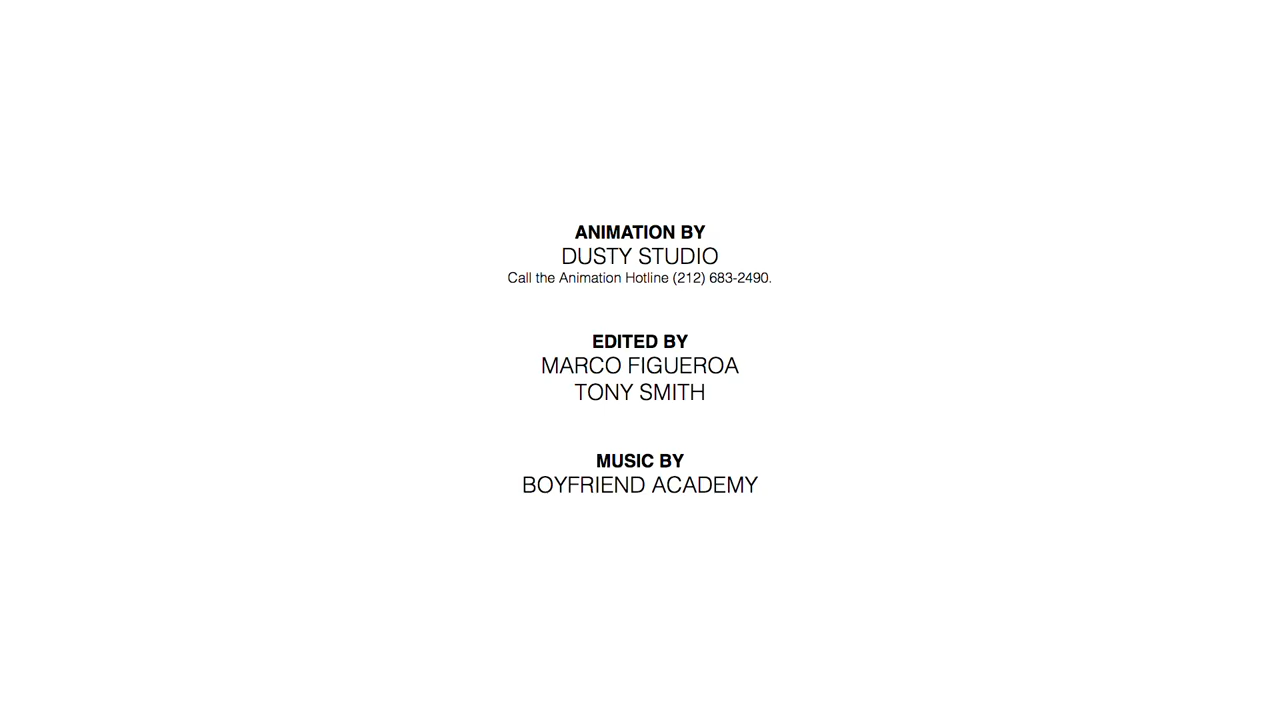 ANIMATION BY
DUSTY STUDIO
Call the Animation Hotline (212) 683-2490.
EDITED BY
MARCO FIGUEROA
TONY SMITH
MUSIC BY
BOYFRIEND ACADEMY